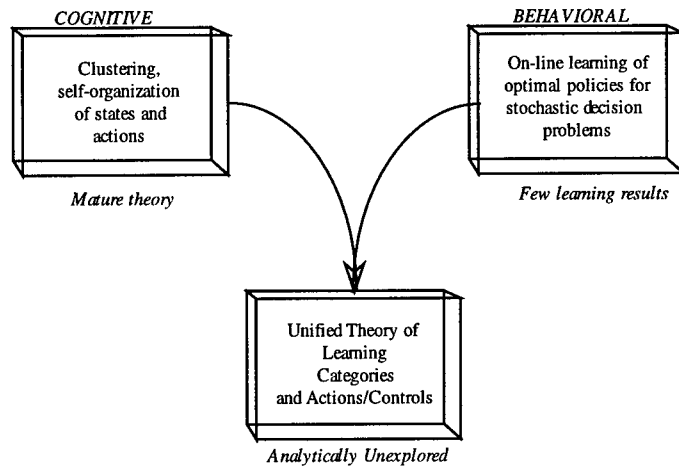 COGNITIVE
Clustering,
self-organization
of states and
actions
Mature theory
BEHAVIORAL
On-line learning of
optimal policies for
stochastic decision
problems
Few learning results
Unified Theory of
Learning
Categories
and Actions/Controls
Analytically Unexplored